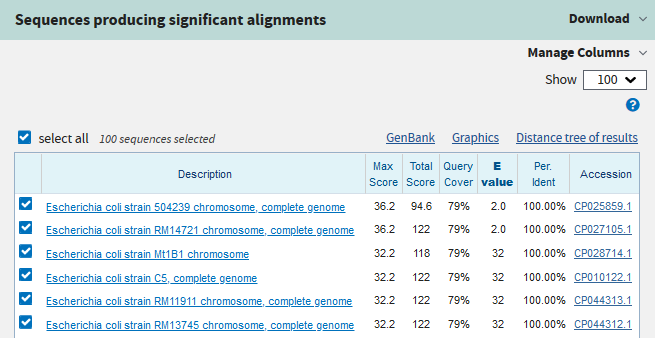 Sequences producing significant alignments Download
Manage Columns
Show 100
?
select all 100 sequences selected GenBank Graphics Distance tree of results
Description Max Score Total Score Query Cover E value Per. Ident Accession
Escherichia coli strain 504239 chromosome, complete genome 36.2 94.6 79% 2.0 100.00% CP025859.1
Escherichia coli strain RM14721 chromosome, complete genome 36.2 122 79% 2.0 100.00% CP027105.1
Escherichia coli strain Mt1B1 chromosome 32.2 118 79% 32 100.00% CP028714.1
Escherichia coli strain C5, complete genome 32.2 122 79% 32 100.00% CP010122.1
Escherichia coli strain RM11911 chromosome, complete genome 32.2 122 79% 32 100.00% CP044313.1
Escherichia coli strain RM13745 chromosome, complete genome 32.2 122 79% 32 100.00% CP044312.1